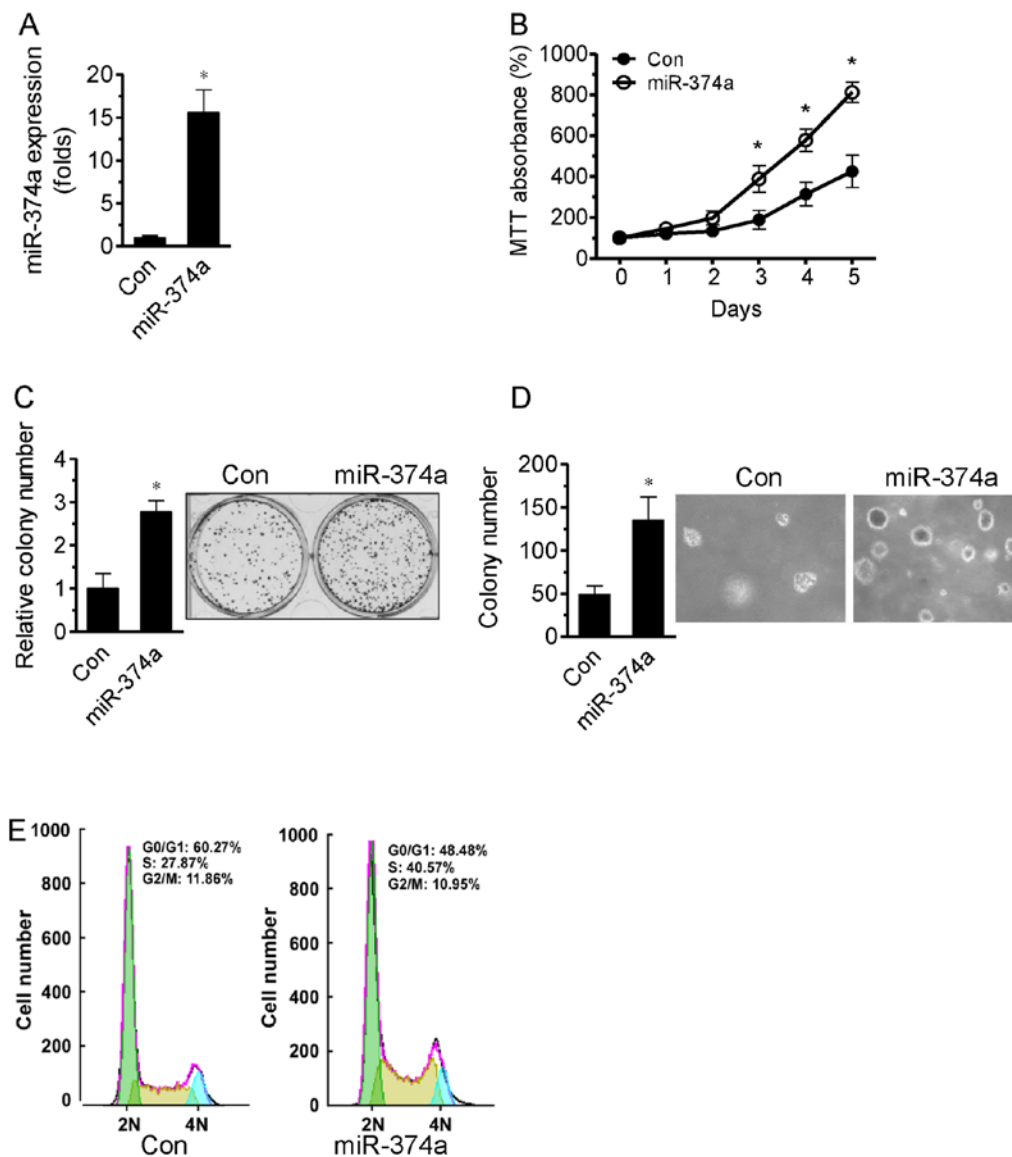 A
miR-374a expression
(folds)
20
15
10
5
0
*
Con
miR-374a
B
MTT absorbance (%)
1000
800
600
400
200
0
Con
miR-374a
*
*
*
0 1 2 3 4 5
Days
C
Relative colony number
4
3
2
1
0
*
Con
miR-374a
Con miR-374a
D
Colony number
200
150
100
50
0
*
Con
miR-374a
Con miR-374a
E
Cell number
1000
800
600
400
200
0
G0/G1: 60.27%
S: 27.87%
G2/M: 11.86%
2N 4N
Con
Cell number
1000
800
600
400
200
0
G0/G1: 48.48%
S: 40.57%
G2/M: 10.95%
2N 4N
miR-374a